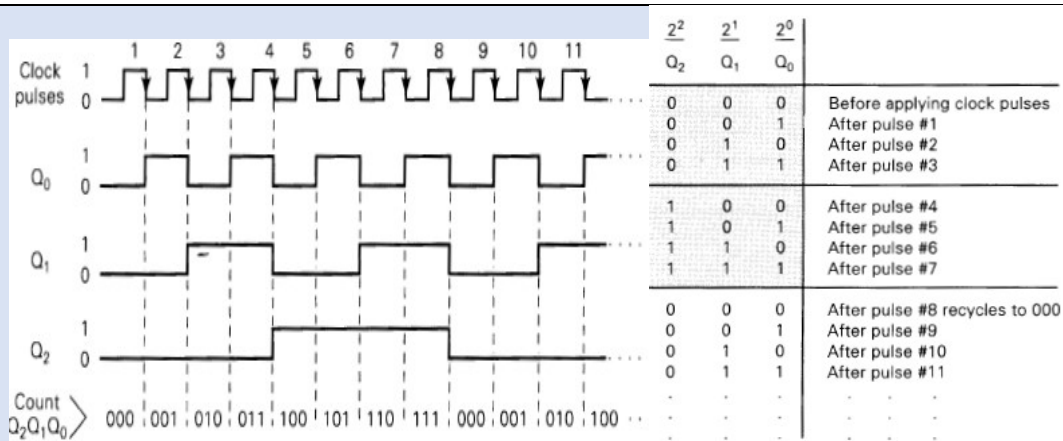 1 2 3 4 5 6 7 8 9 10 11
Clock
pulses
1
0
Q0
1
0
Q1
1
0
Q2
1
0
Count
Q2Q1Q0
000 001 010 011 100 101 110 111 000 001 010 100
2² 2¹ 2⁰
Q2 Q1 Q0
0 0 0 Before applying clock pulses
0 0 1 After pulse #1
0 1 0 After pulse #2
0 1 1 After pulse #3
1 0 0 After pulse #4
1 0 1 After pulse #5
1 1 0 After pulse #6
1 1 1 After pulse #7
0 0 0 After pulse #8 recycles to 000
0 0 1 After pulse #9
0 1 0 After pulse #10
0 1 1 After pulse #11